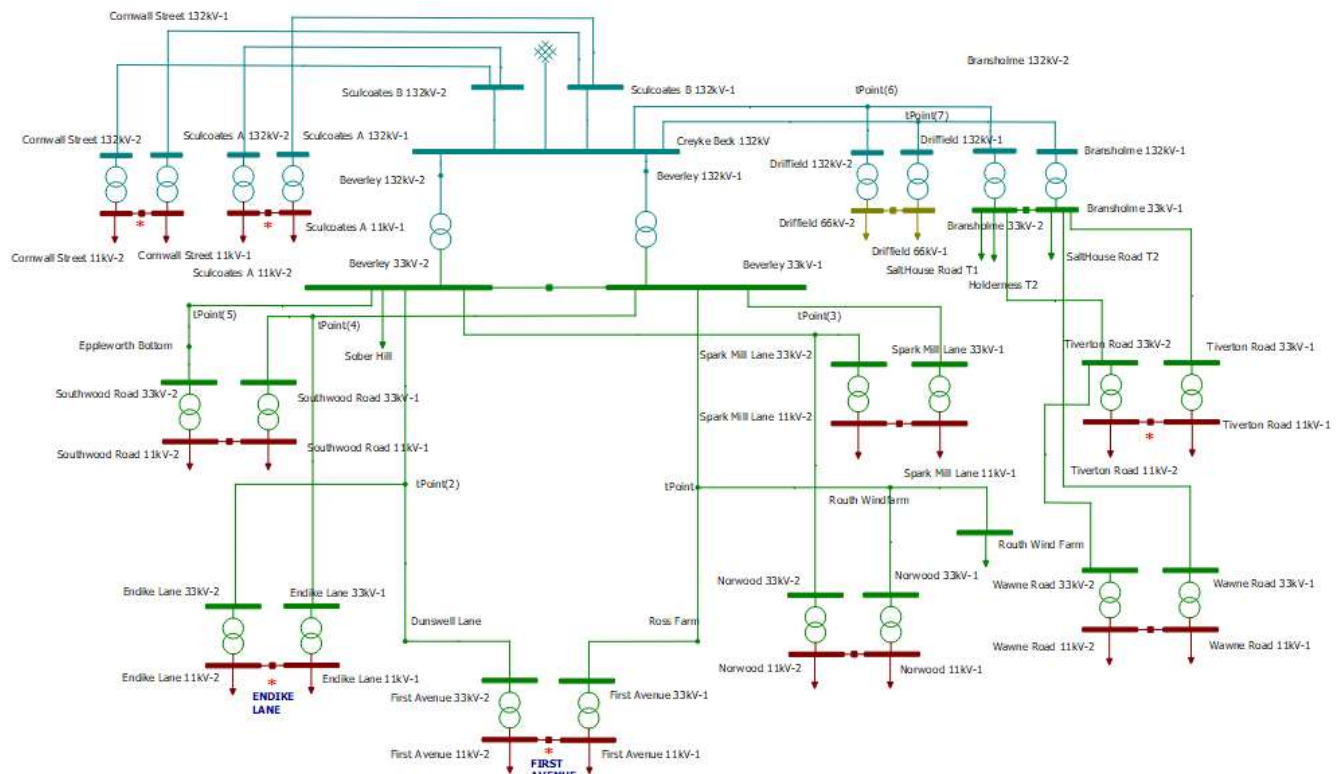 Cornwall Street 132kV-1
Bransholme 132kV-2
Sculcoates B 132kV-2
Sculcoates B 132kV-1
tPoint(6)
tPoint(7)
Cornwall Street 132kV-2
Sculcoates A 132kV-2
Sculcoates A 132kV-1
Creyke Beck 132kV
Driffield 132kV-1
Driffield 132kV-2
Bransholme 132kV-1
Beverley 132kV-2
Beverley 132kV-1
*
*
Sculcoates A 11kV-1
Driffield 66kV-2
Bransholme 33kV-2
Bransholme 33kV-1
Cornwall Street 11kV-2
Cornwall Street 11kV-1
Driffield 66kV-1
Sculcoates A 11kV-2
Beverley 33kV-2
Beverley 33kV-1
SaltHouse Road T1
SaltHouse Road T2
Holderness T2
tPoint(5)
tPoint(4)
tPoint(3)
Eppleworth Bottom
Sober Hill
Spark Mill Lane 33kV-2
Spark Mill Lane 33kV-1
Tiverton Road 33kV-2
Tiverton Road 33kV-1
Southwood Road 33kV-2
Southwood Road 33kV-1
Spark Mill Lane 11kV-2
Tiverton Road 11kV-1
*
Southwood Road 11kV-2
Southwood Road 11kV-1
Spark Mill Lane 11kV-1
Tiverton Road 11kV-2
tPoint(2)
tPoint
Routh Windfarm
Routh Wind Farm
Endike Lane 33kV-2
Endike Lane 33kV-1
Norwood 33kV-2
Norwood 33kV-1
Wawne Road 33kV-2
Wawne Road 33kV-1
Dunswell Lane
Ross Farm
Wawne Road 11kV-2
Wawne Road 11kV-1
Endike Lane 11kV-2
Endike Lane 11kV-1
Norwood 11kV-2
Norwood 11kV-1
*
ENDIKE
LANE
First Avenue 33kV-2
First Avenue 33kV-1
First Avenue 11kV-2
First Avenue 11kV-1
*
FIRST
AVENUE